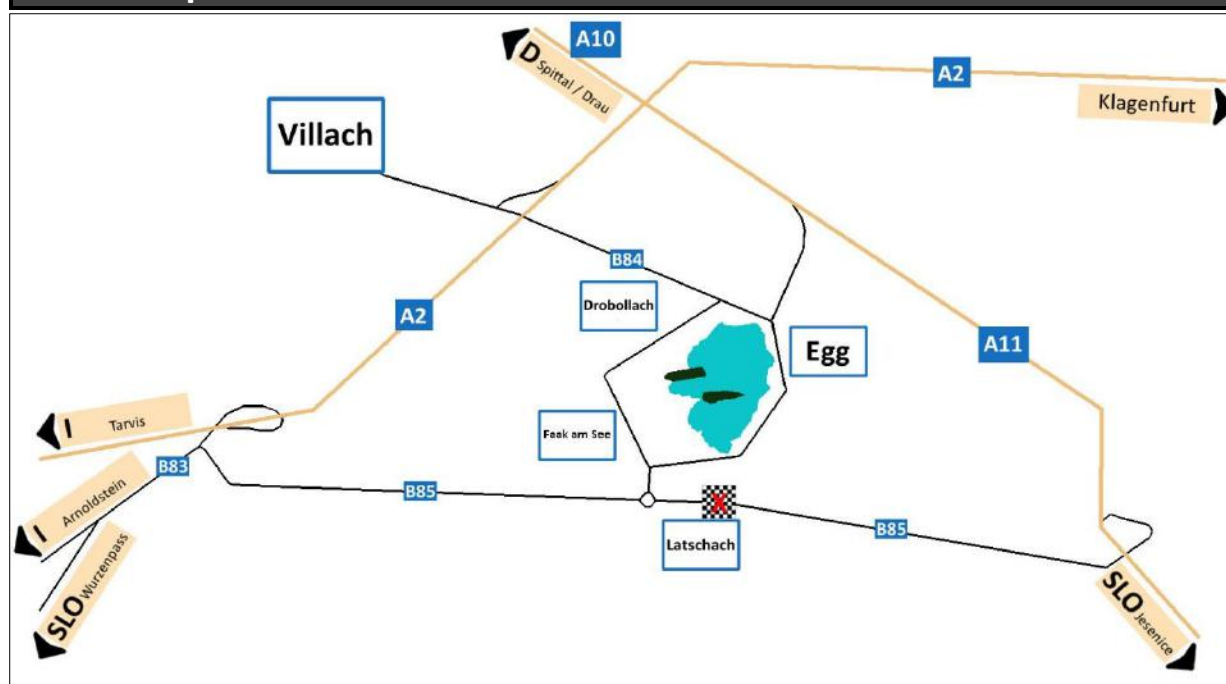 A10
D Spittal / Drau
A2
Klagenfurt
Villach
B84
Drobollach
A2
Egg
A11
I Tarvis
Faak am See
B83
I Arnoldstein
B85
X
Latschach
B85
SLO Wurzenpass
SLO Jesenice